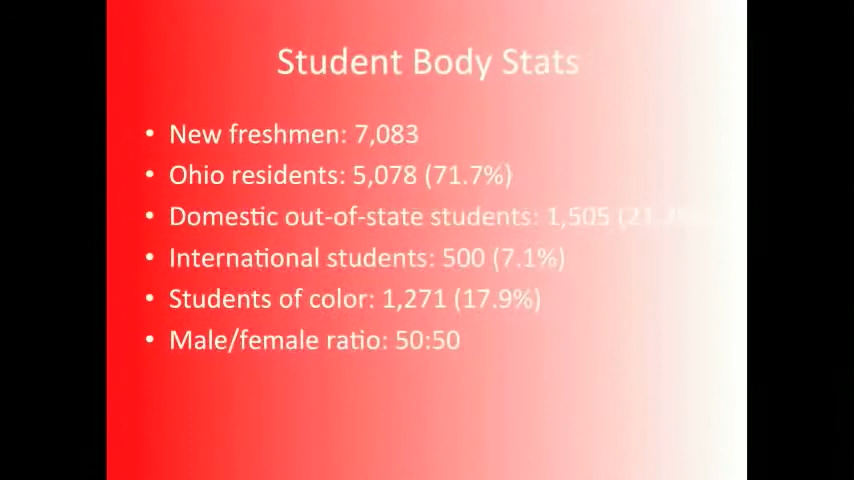 Student Body Stats
• New freshmen: 7,083
• Ohio residents: 5,078 (71.7%)
• Domestic out-of-state students: 1,505
• International students: 500 (7.1%)
• Students of color: 1,271 (17.9%)
• Male/female ratio: 50:50